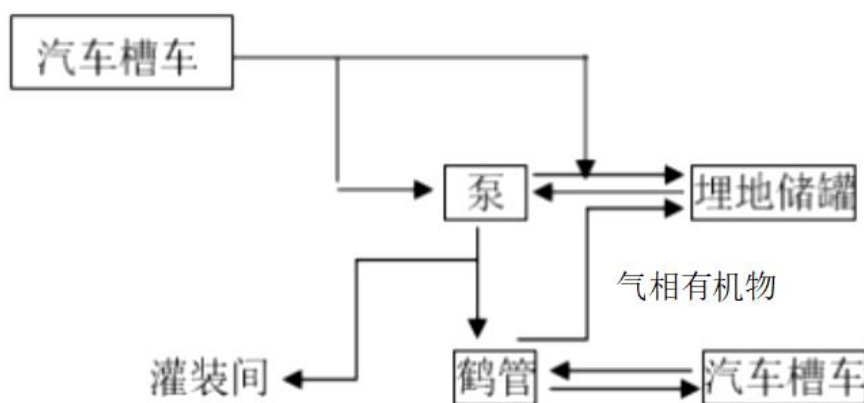 汽车槽车
泵
埋地储罐
气相有机物
灌装间
鹤管
汽车槽车